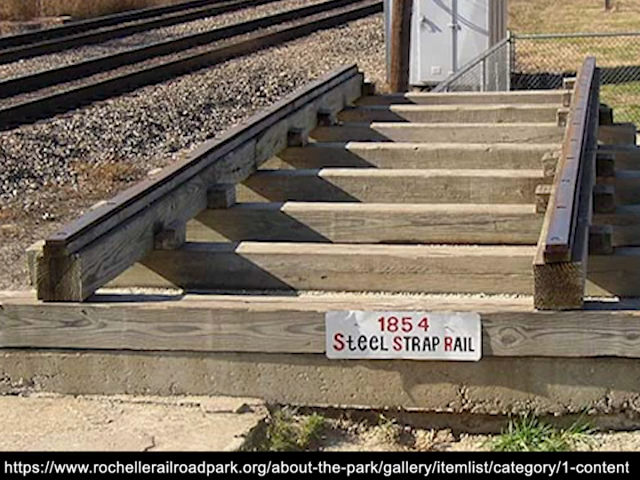 1854
Steel STRAP RAIL
https://www.rochellerailroadpark.org/about-the-park/gallery/itemlist/category/1-content